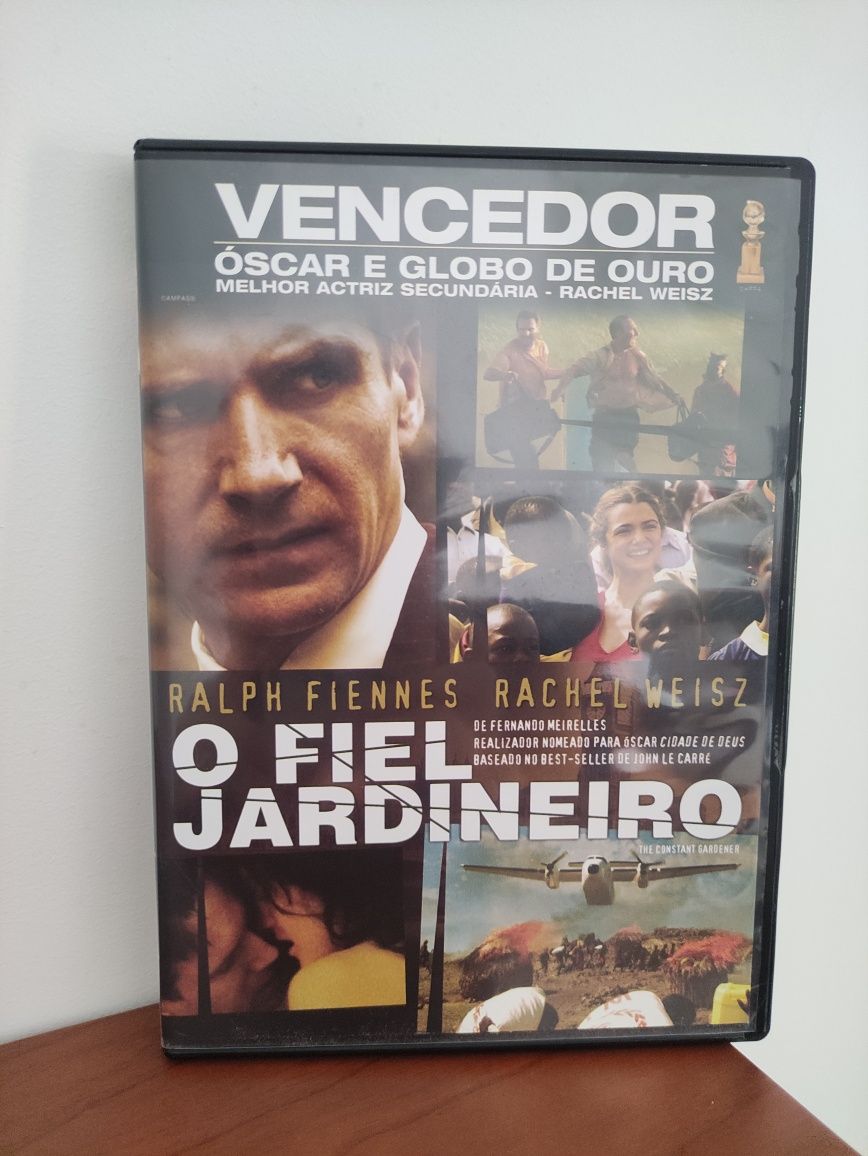 VENCEDOR
ÓSCAR E GLOBO DE OURO
MELHOR ACTRIZ SECUNDÁRIA - RACHEL WEISZ
RALPH FIENNES RACHEL WEISZ
O FIEL
JARDINEIRO
DE FERNANDO MEIRELLES
REALIZADOR NOMEADO PARA ÓSCAR CIDADE DE DEUS
BASEADO NO BEST-SELLER DE JOHN LE CARRÉ
THE CONSTANT GARDENER